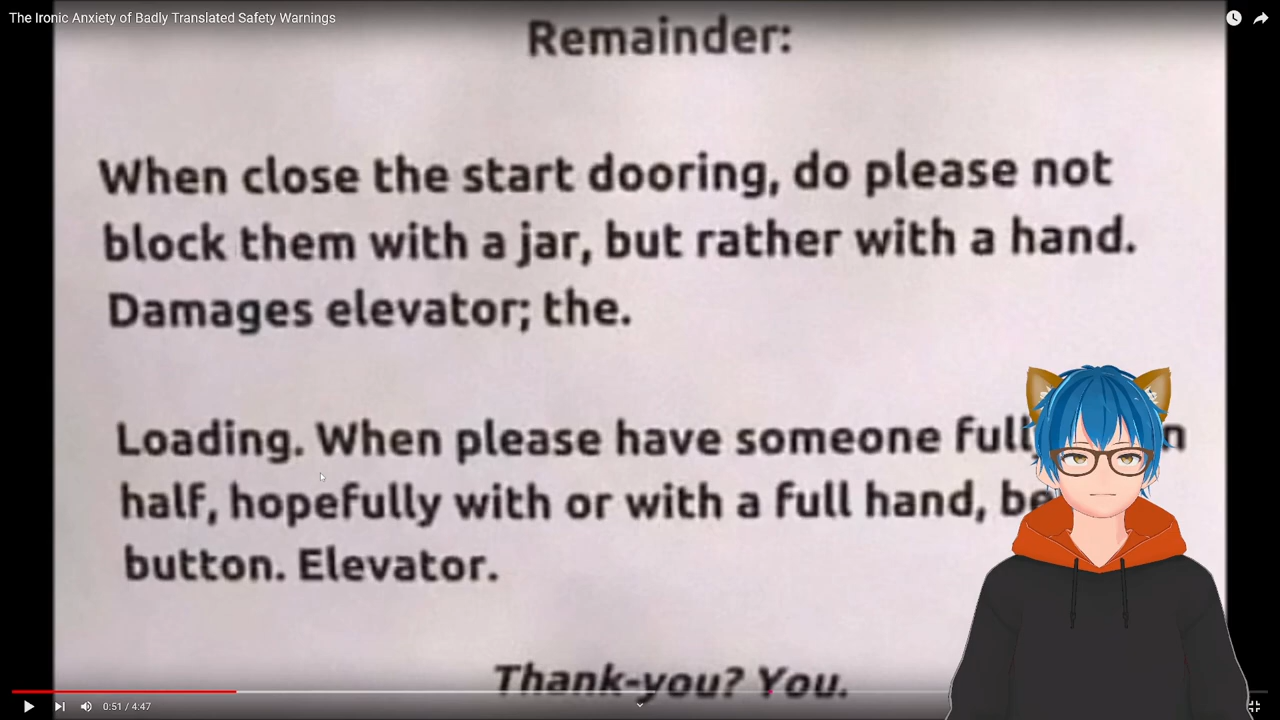 The Ironic Anxiety of Badly Translated Safety Warnings
Remainder:
When close the start dooring, do please not
block them with a jar, but rather with a hand.
Damages elevator; the.
Loading. When please have someone
half, hopefully with or with a full hand,
button. Elevator.
Thank-you? You.
0:51 / 4:47